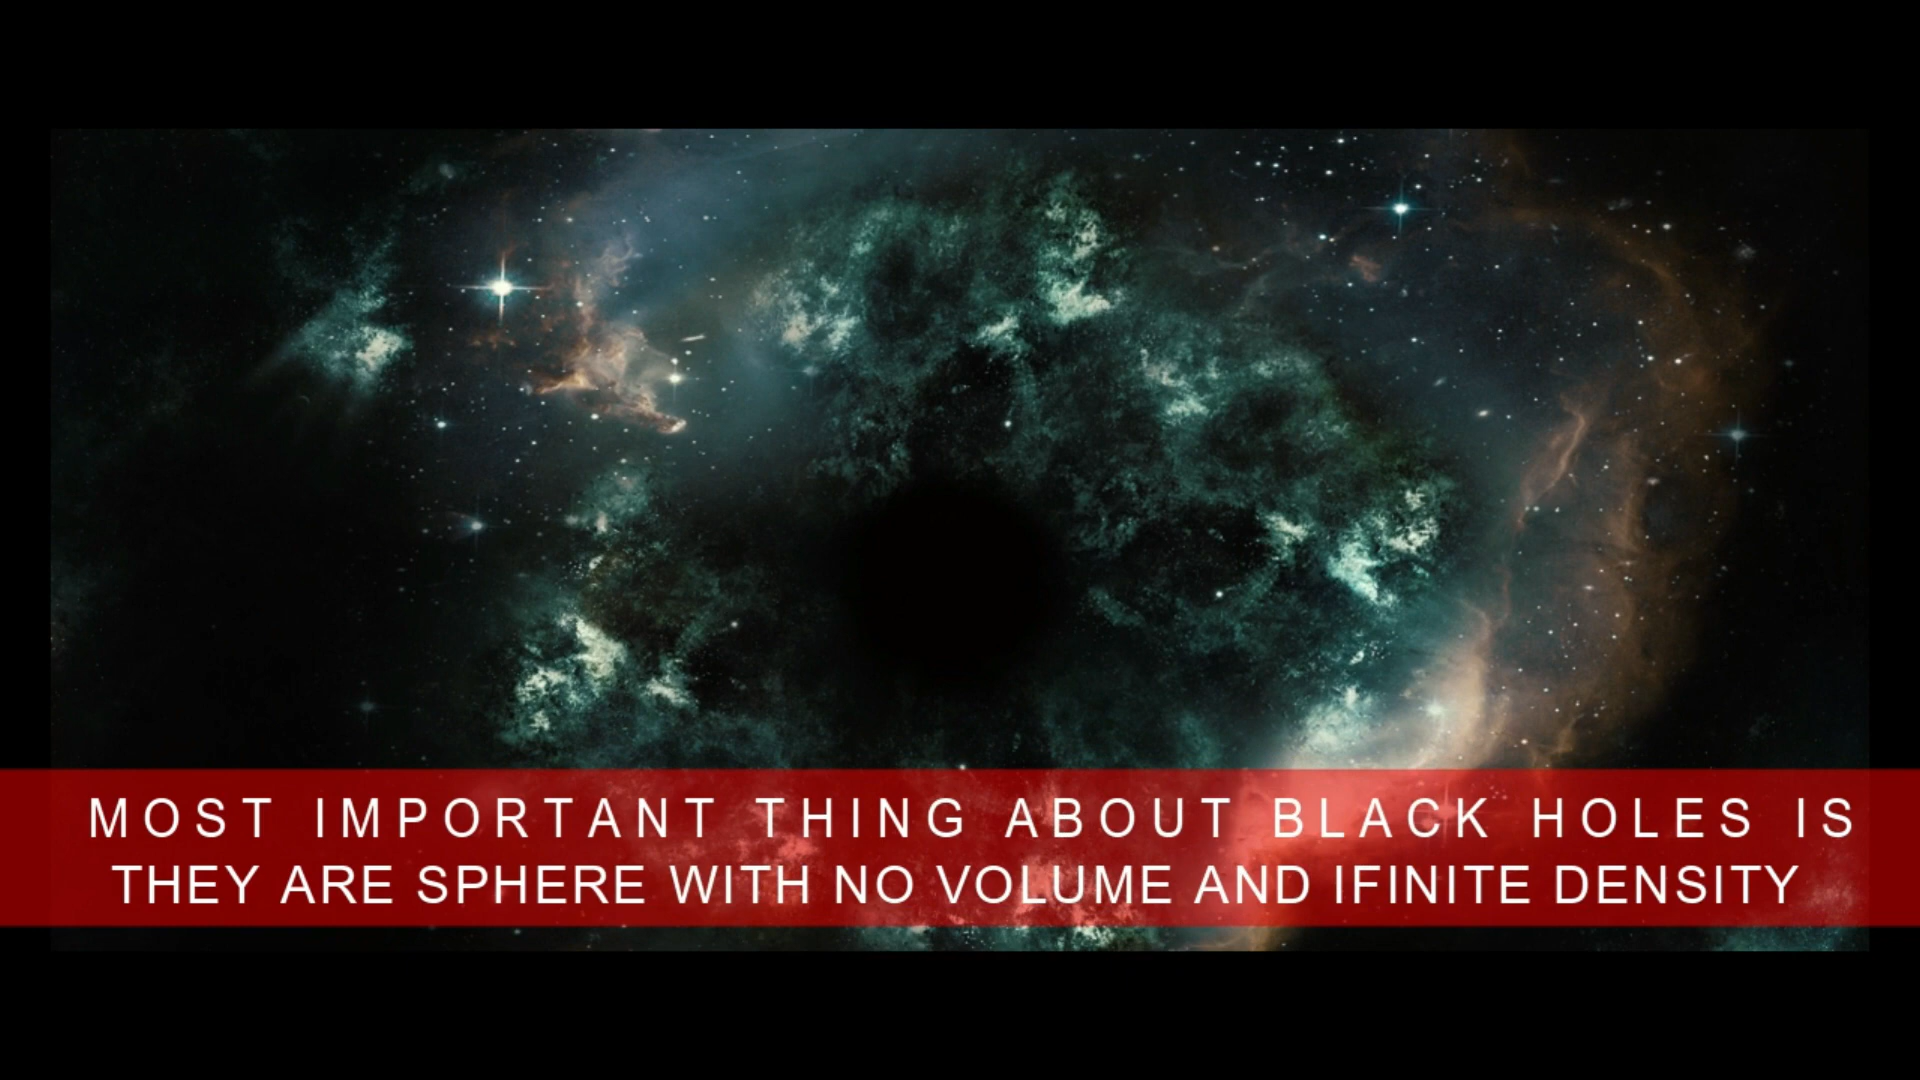 MOST IMPORTANT THING ABOUT BLACK HOLES IS
THEY ARE SPHERE WITH NO VOLUME AND IFINITE DENSITY